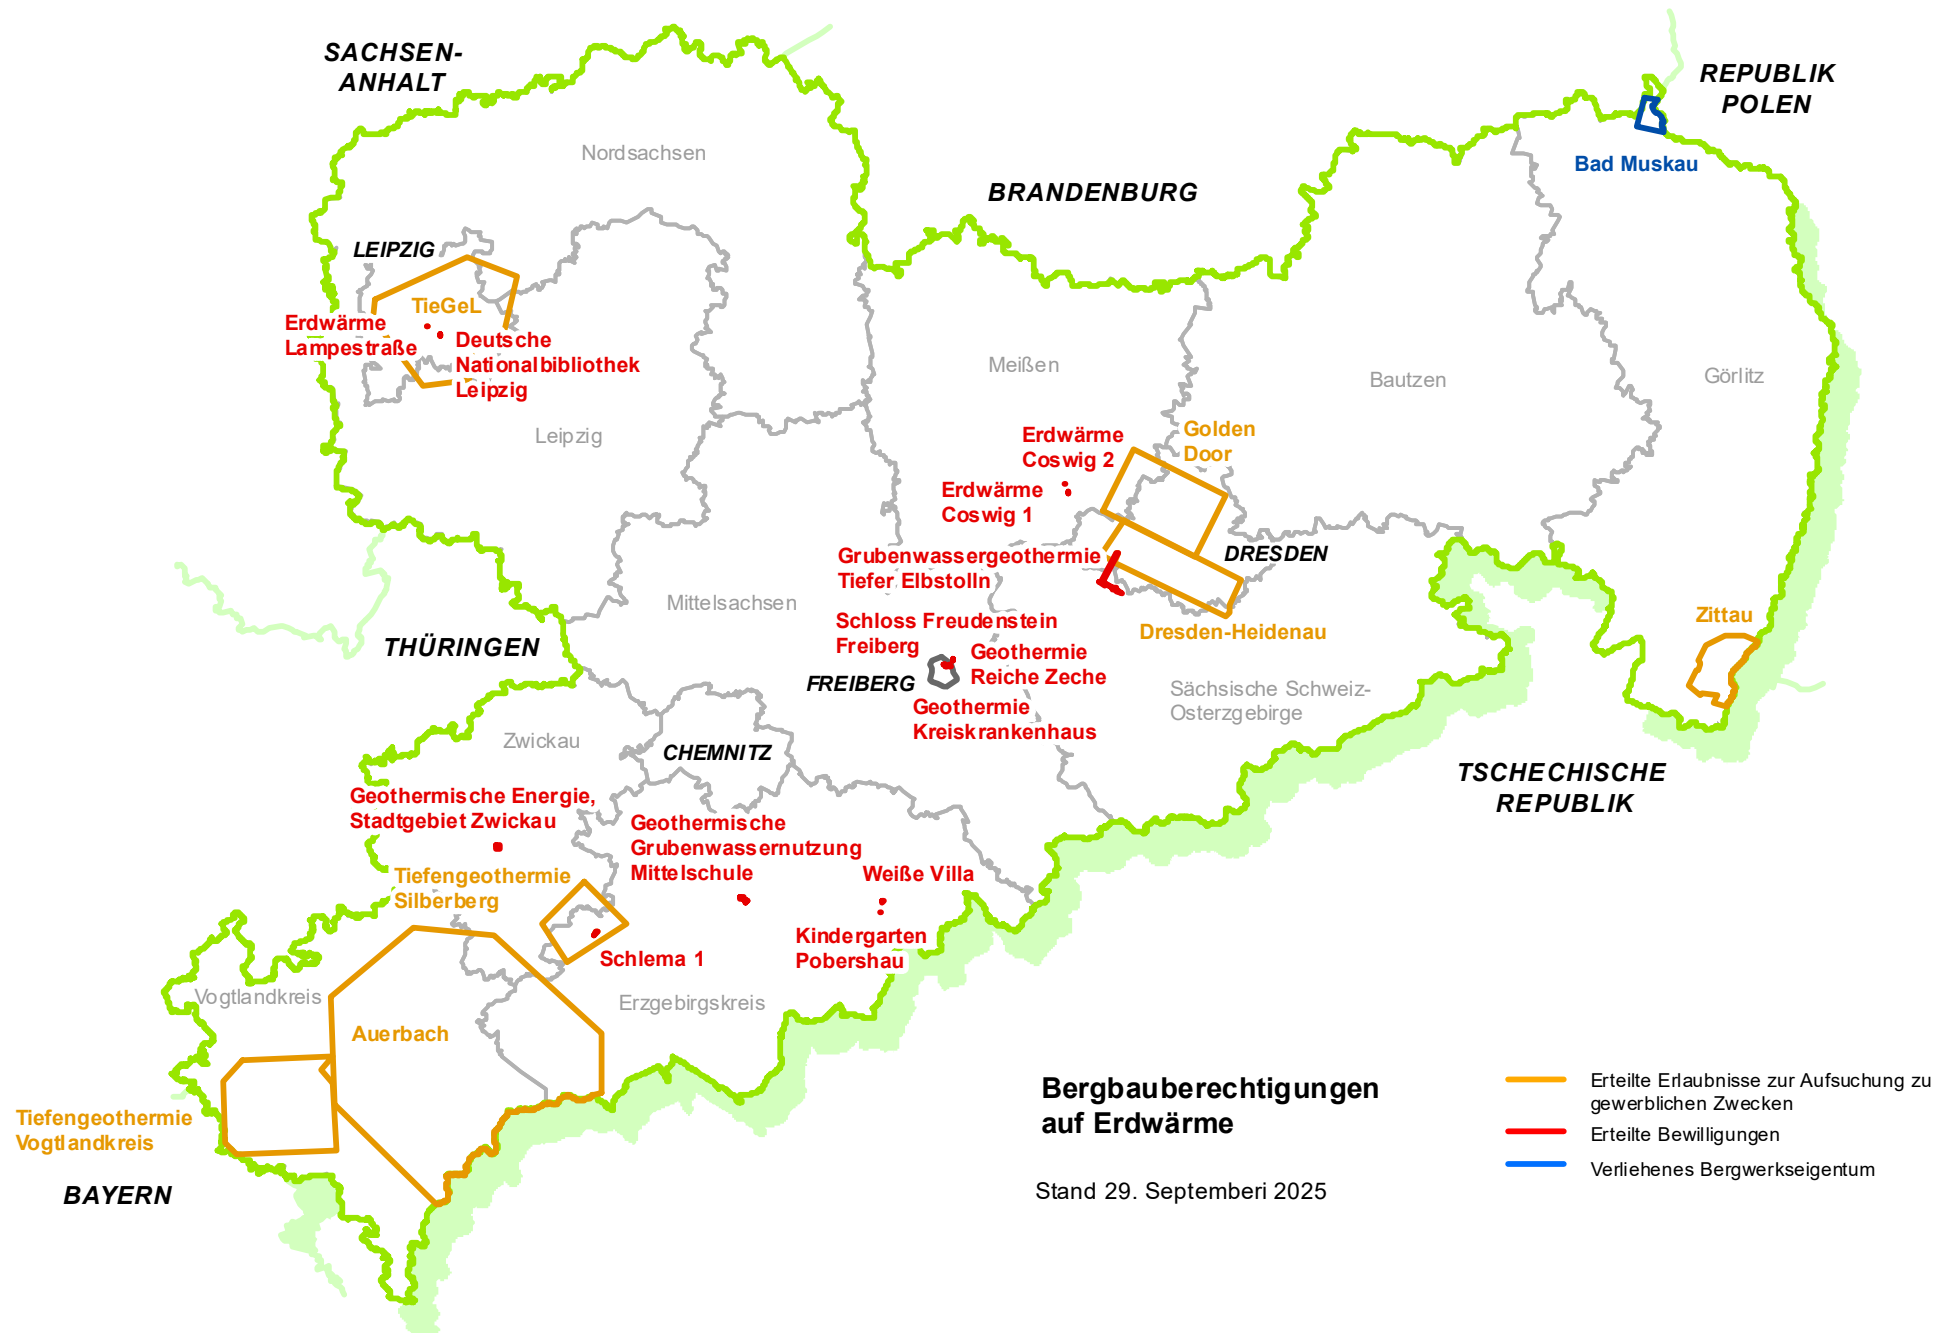 SACHSEN-
ANHALT
REPUBLIK
POLEN
Nordsachsen
Bad Muskau
BRANDENBURG
LEIPZIG
TieGeL
Erdwärme
Lampestraße
Deutsche
Nationalbibliothek
Leipzig
Meißen
Bautzen
Görlitz
Leipzig
Erdwärme
Coswig 2
Golden
Door
Erdwärme
Coswig 1
Grubenwassergeothermie
Tiefer Elbstolln
DRESDEN
Mittelsachsen
Schloss Freudenstein
Freiberg
Dresden-Heidenau
Zittau
THÜRINGEN
Geothermie
Reiche Zeche
FREIBERG
Sächsische Schweiz-
Osterzgebirge
Geothermie
Kreiskrankenhaus
Zwickau
CHEMNITZ
TSCHECHISCHE
REPUBLIK
Geothermische Energie,
Stadtgebiet Zwickau
Geothermische
Grubenwassernutzung
Mittelschule
Weiße Villa
Tiefengeothermie
Silberberg
Kindergarten
Pobershau
Schlema 1
Vogtlandkreis
Erzgebirgskreis
Auerbach
Tiefengeothermie
Vogtlandkreis
BAYERN
Bergbauberechtigungen
auf Erdwärme
Stand 29. Septemberi 2025
Erteilte Erlaubnisse zur Aufsuchung zu
gewerblichen Zwecken
Erteilte Bewilligungen
Verliehenes Bergwerkseigentum